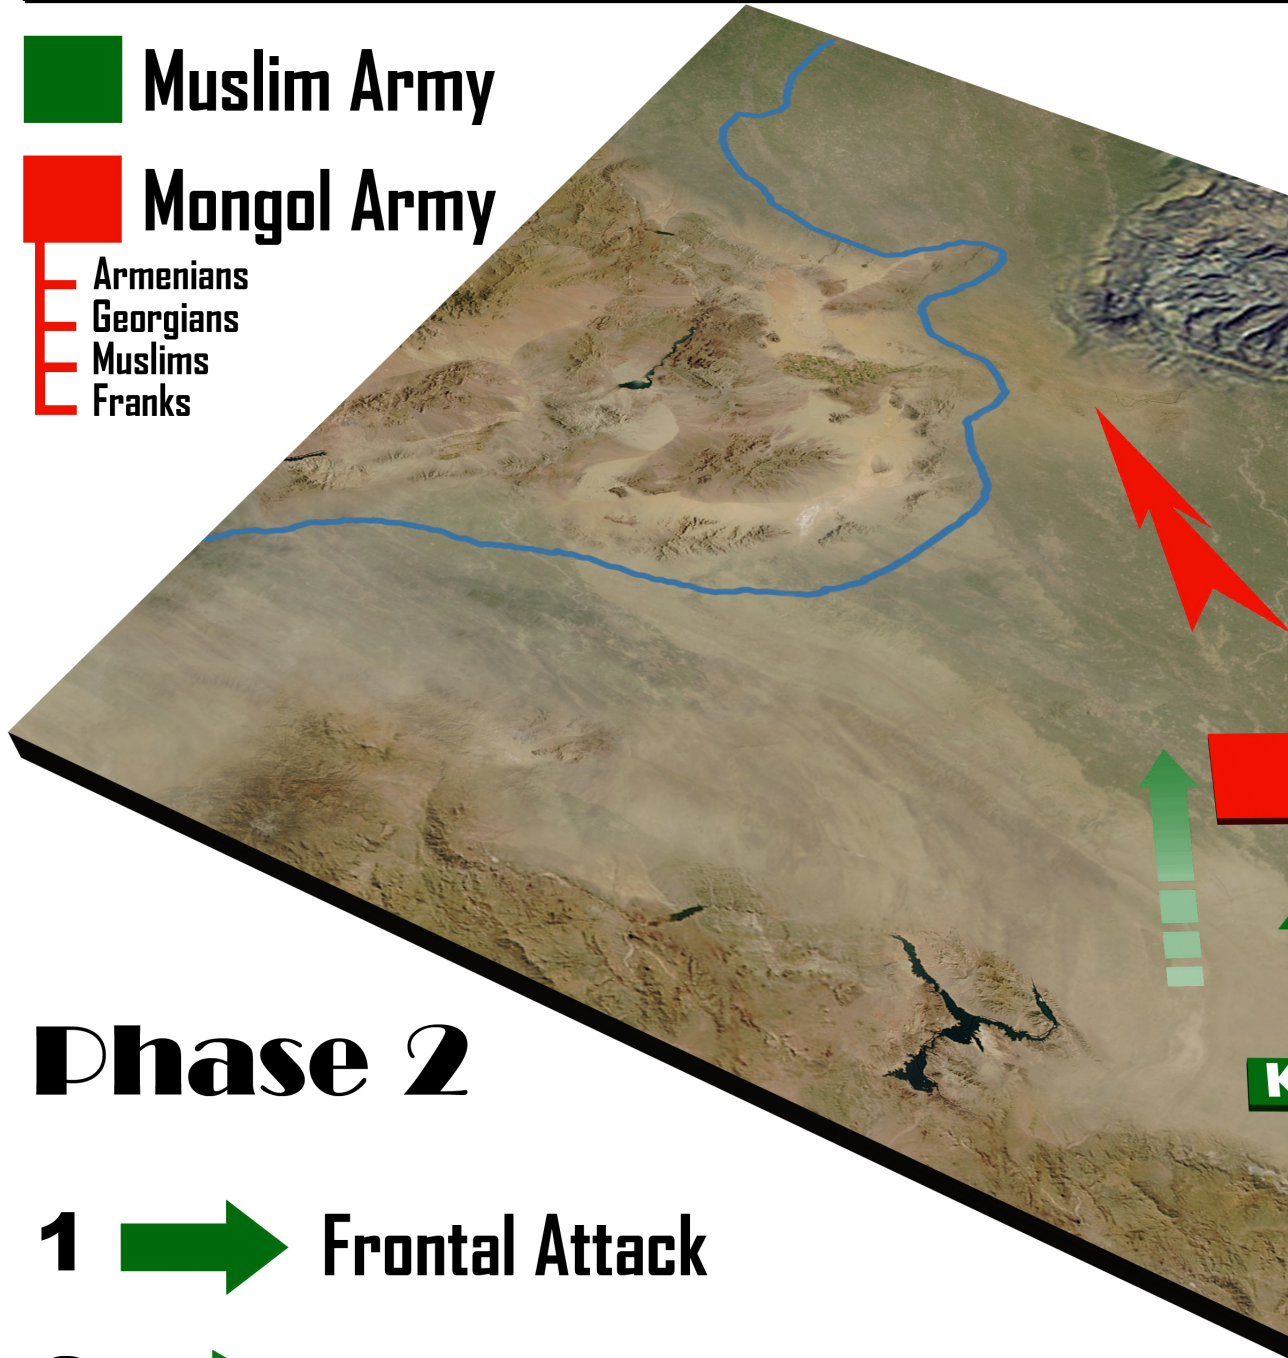 Muslim Army
Mongol Army
Armenians
Georgians
Muslims
Franks
K
Phase 2
1 Frontal Attack